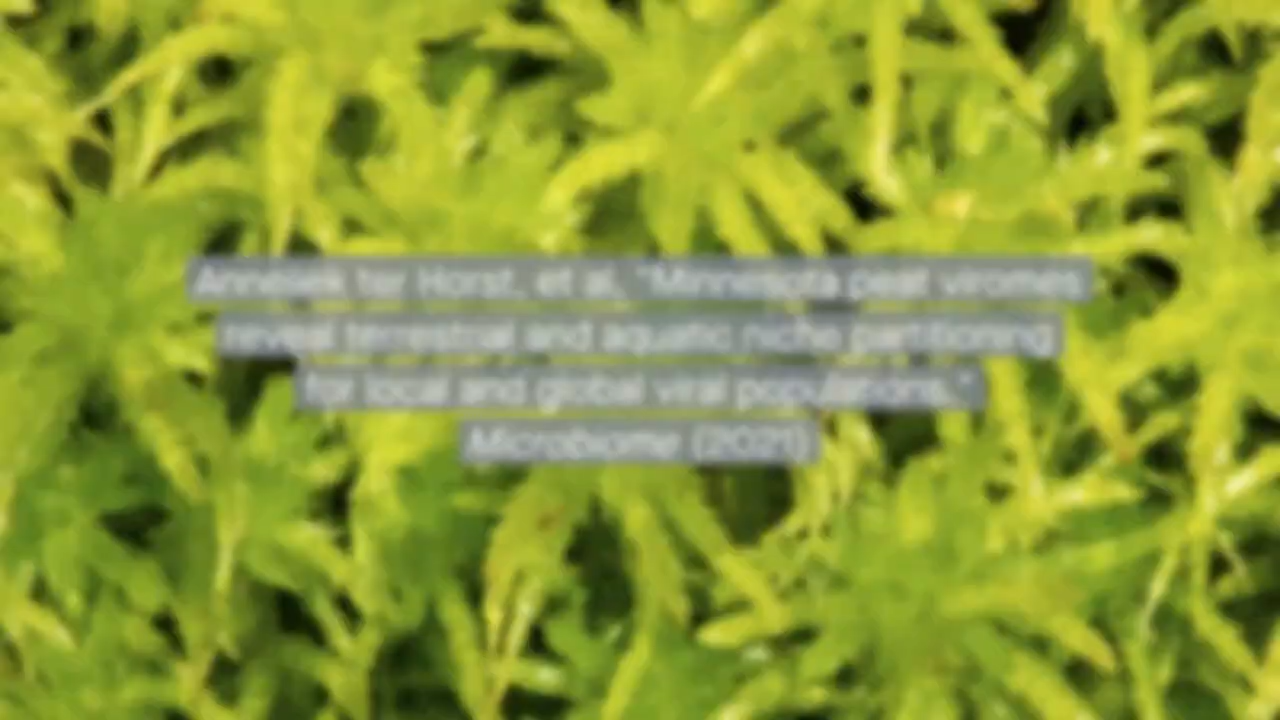 Anneliek ter Horst, et al, "Minnesota peat viromes
reveal terrestrial and aquatic niche partitioning
for local and global viral populations."
Microbiome (2021)